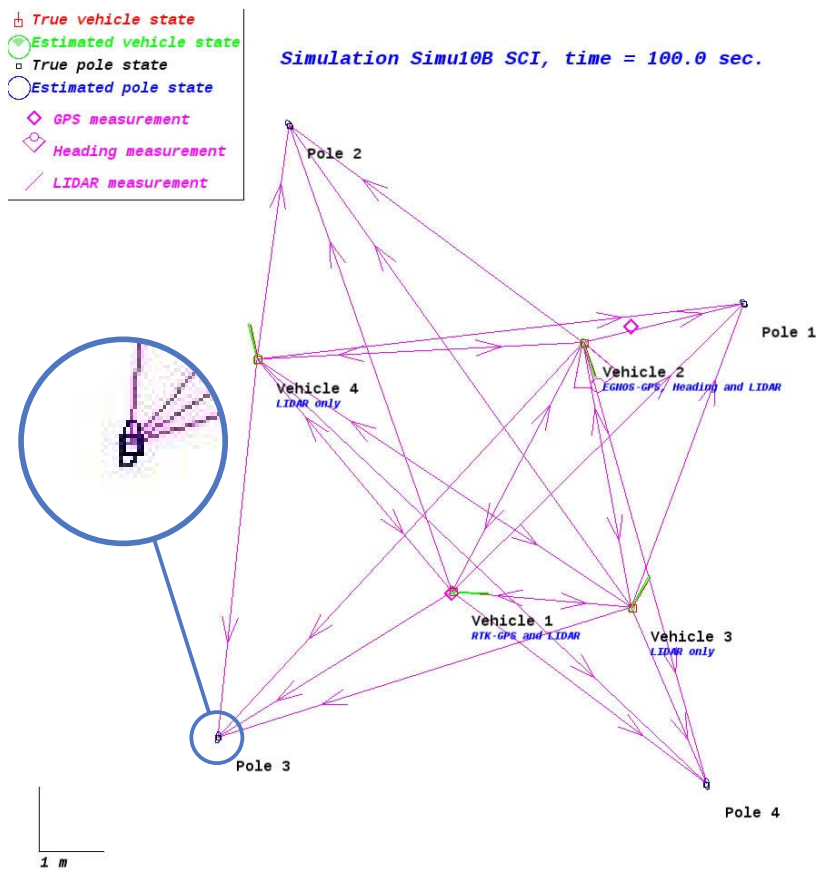 True vehicle state
Estimated vehicle state
True pole state
Estimated pole state
GPS measurement
Heading measurement
LIDAR measurement
Simulation Simu10B SCI, time = 100.0 sec.
Pole 2
Pole 1
Vehicle 2
EGNOS-GPS, Heading and LIDAR
Vehicle 4
LIDAR only
Vehicle 1
RTK-GPS and LIDAR
Vehicle 3
LIDAR only
Pole 3
Pole 4
1 m